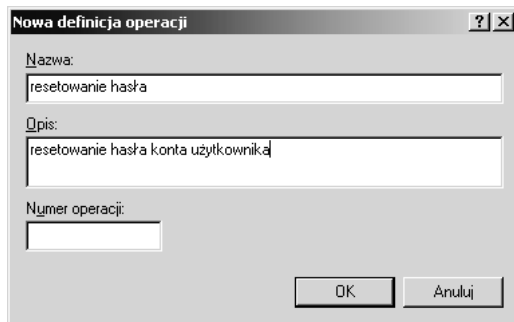 Nowa definicja operacji
Nazwa:
resetowanie hasła
Opis:
resetowanie hasła konta użytkownika
Numer operacji:
OK Anuluj